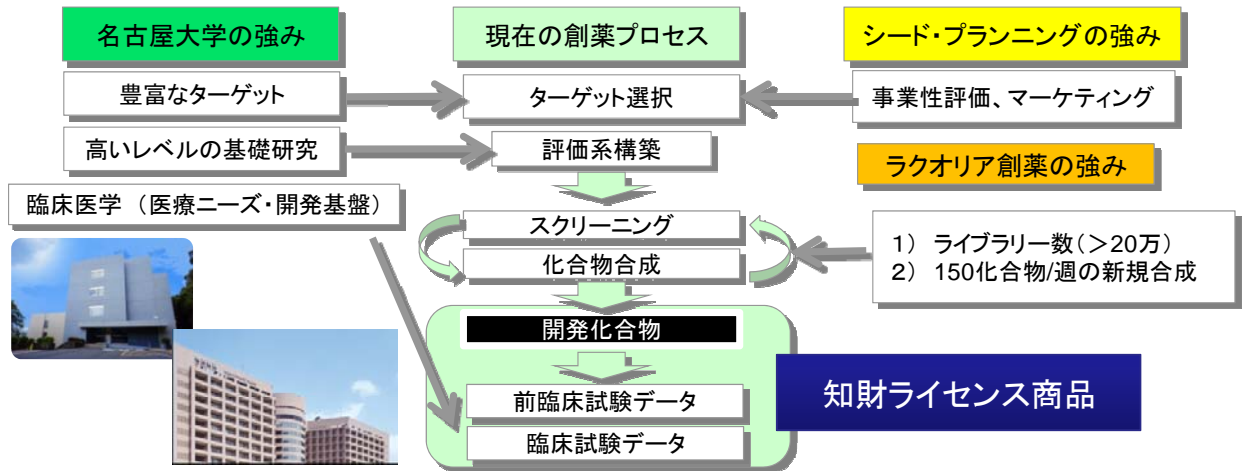 名古屋大学の強み
現在の創薬プロセス
シード・プランニングの強み
豊富なターゲット
ターゲット選択
事業性評価、マーケティング
高いレベルの基礎研究
評価系構築
ラクオリア創薬の強み
臨床医学 （医療ニーズ・開発基盤）
スクリーニング
化合物合成
1） ライブラリー数（＞20万）
2） 150化合物/週の新規合成
開発化合物
前臨床試験データ
臨床試験データ
知財ライセンス商品